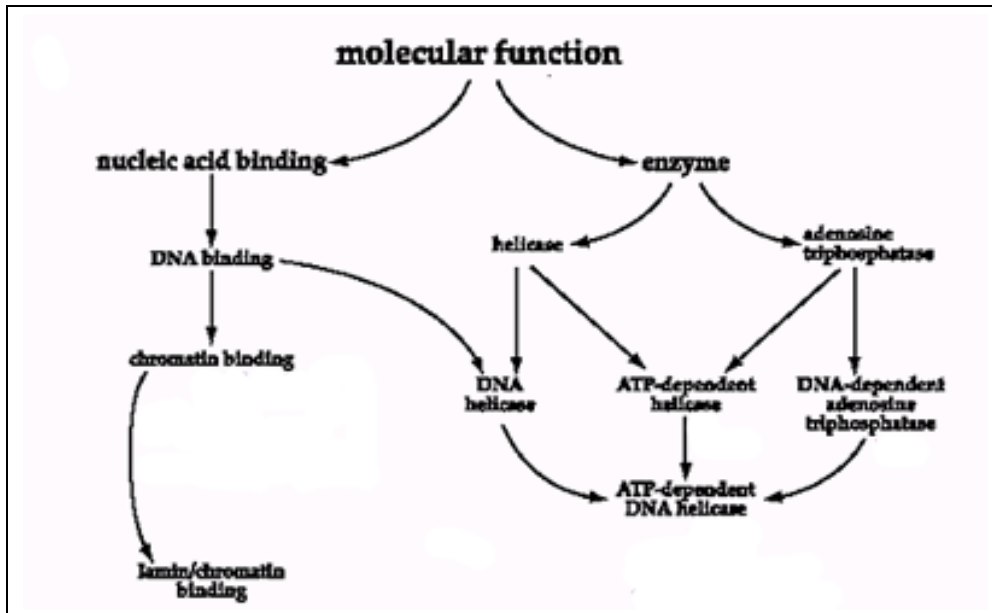 molecular function
nucleic acid binding
enzyme
helicase
adenosine
triphosphatase
DNA binding
chromatin binding
DNA
helicase
ATP-dependent
helicase
DNA-dependent
adenosine
triphosphatase
ATP-dependent
DNA helicase
lamin/chromatin
binding